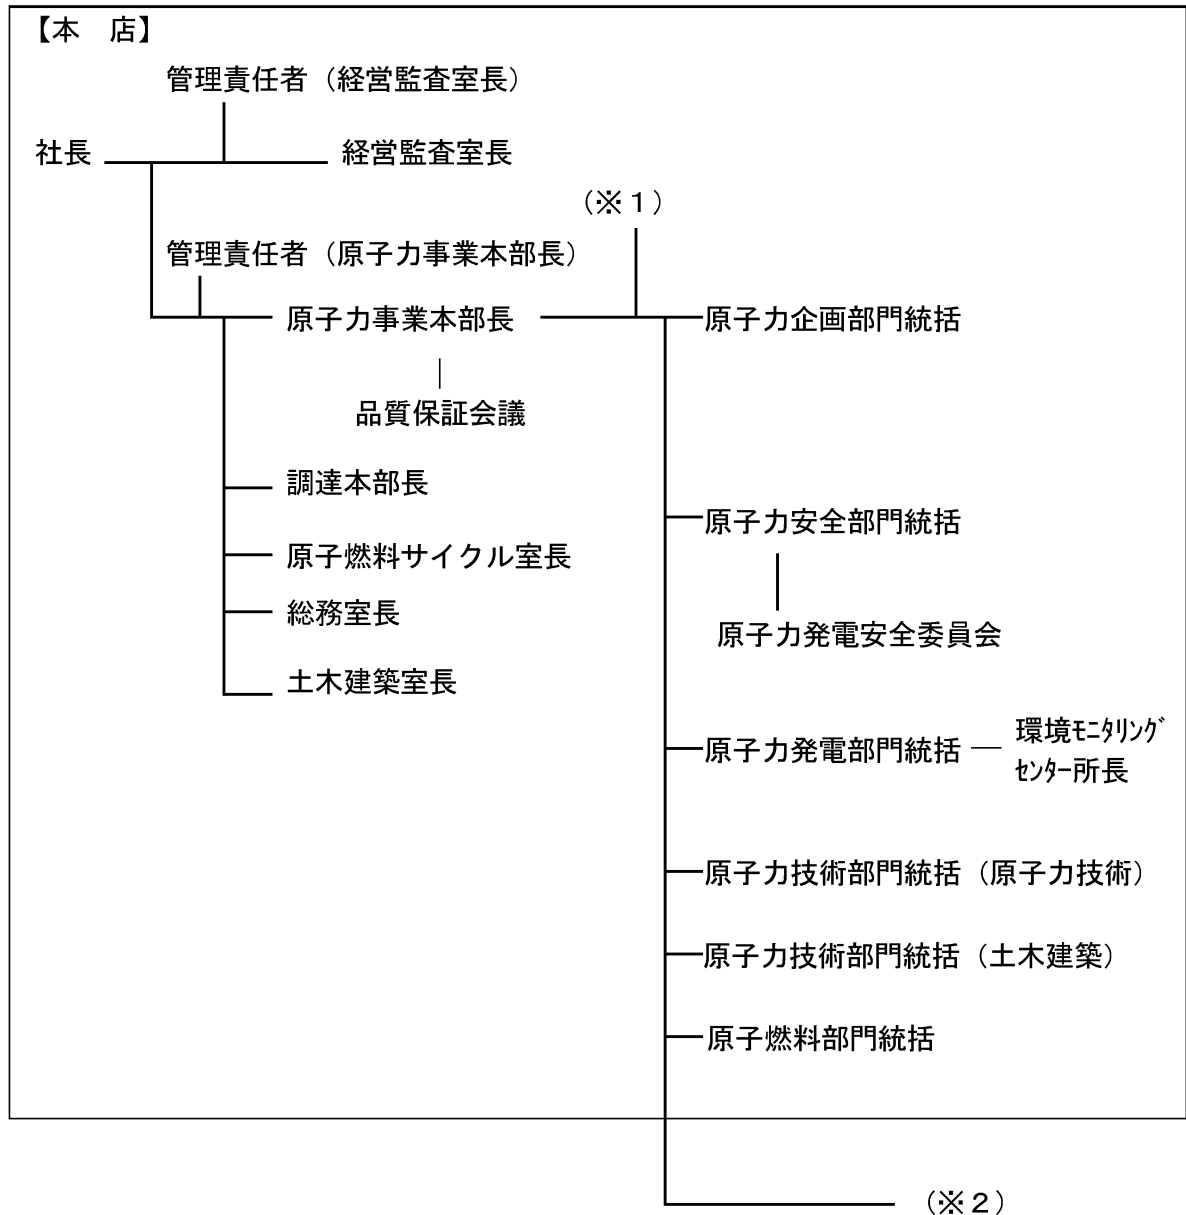 【本　店】
管理責任者（経営監査室長）
社長
経営監査室長
（※１）
管理責任者（原子力事業本部長）
原子力事業本部長
原子力企画部門統括
品質保証会議
調達本部長
原子力安全部門統括
原子燃料サイクル室長
総務室長
原子力発電安全委員会
土木建築室長
原子力発電部門統括
環境ﾓﾆﾀﾘﾝｸﾞ
ｾﾝﾀｰ所長
原子力技術部門統括（原子力技術）
原子力技術部門統括（土木建築）
原子燃料部門統括
（※２）